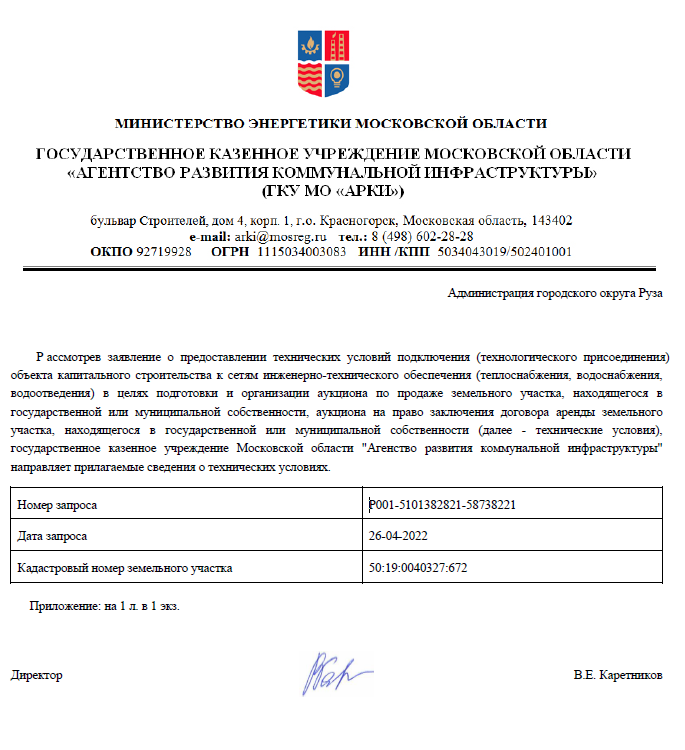 МИНИСТЕРСТВО ЭНЕРГЕТИКИ МОСКОВСКОЙ ОБЛАСТИ
ГОСУДАРСТВЕННОЕ КАЗЕННОЕ УЧРЕЖДЕНИЕ МОСКОВСКОЙ ОБЛАСТИ
«АГЕНТСТВО РАЗВИТИЯ КОММУНАЛЬНОЙ ИНФРАСТРУКТУРЫ»
(ГКУ МО «АРКИ»)
бульвар Строителей, дом 4, корп. 1, г.о. Красногорск, Московская область, 143402
e-mail: arki@mosreg.ru тел.: 8 (498) 602-28-28
ОКПО 92719928 ОГРН 1115034003083 ИНН /КПП 5034043019/502401001
Администрация городского округа Руза
Рассмотрев заявление о предоставлении технических условий подключения (технологического присоединения)
объекта капитального строительства к сетям инженерно-технического обеспечения (теплоснабжения, водоснабжения,
водоотведения) в целях подготовки и организации аукциона по продаже земельного участка, находящегося в
государственной или муниципальной собственности, аукциона на право заключения договора аренды земельного
участка, находящегося в государственной или муниципальной собственности (далее - технические условия),
государственное казенное учреждение Московской области "Агенство развития коммунальной инфраструктуры"
направляет прилагаемые сведения о технических условиях.
Номер запроса P001-5101382821-58738221
Дата запроса 26-04-2022
Кадастровый номер земельного участка 50:19:0040327:672
Приложение: на 1 л. в 1 экз.
Директор В.Е. Каретников